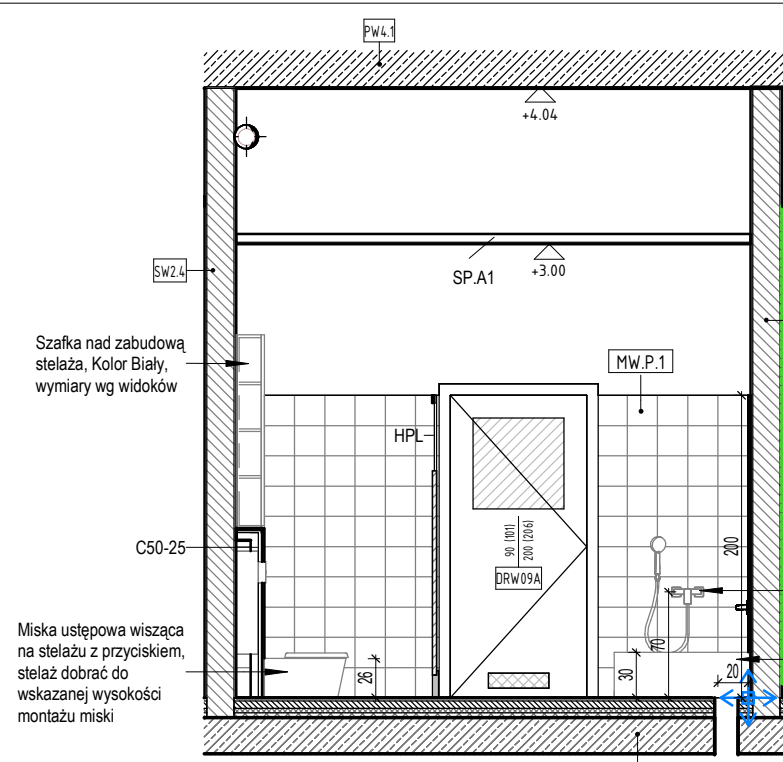 PW4.1
+4.04
SW2.4
SP.A1
+3.00
Szafka nad zabudową
stelaża, Kolor Biały,
wymiary wg widoków
MW.P.1
HPL
90 (101)
200 (206)
DRW09A
C50-25
200
Miska ustępowa wisząca
na stelażu z przyciskiem,
stelaż dobrać do
wskazanej wysokości
montażu miski
26
30
70
20